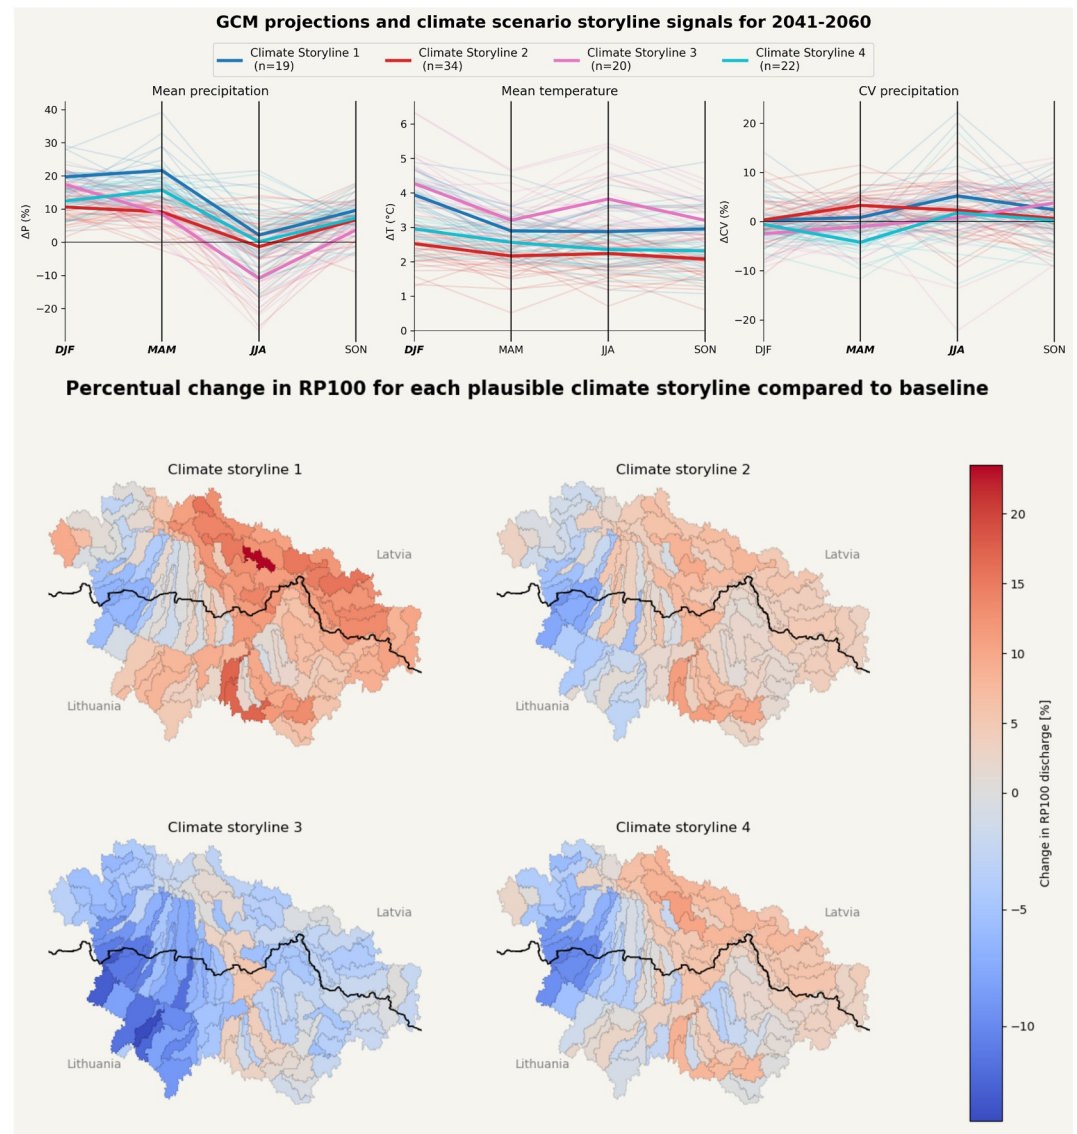 GCM projections and climate scenario storyline signals for 2041-2060
Climate Storyline 1
(n=19)
Climate Storyline 2
(n=34)
Climate Storyline 3
(n=20)
Climate Storyline 4
(n=22)
Mean precipitation
Mean temperature
CV precipitation
ΔP (%)
40
30
20
10
0
−10
−20
DJF
MAM
JJA
SON
ΔT (°C)
6
5
4
3
2
1
0
DJF
MAM
JJA
SON
ΔCV (%)
20
10
0
−10
−20
DJF
MAM
JJA
SON
Percentual change in RP100 for each plausible climate storyline compared to baseline
Climate storyline 1
Latvia
Lithuania
Climate storyline 2
Latvia
Lithuania
Climate storyline 3
Latvia
Lithuania
Climate storyline 4
Latvia
Lithuania
20
15
10
5
0
−5
−10
Change in RP100 discharge [%]